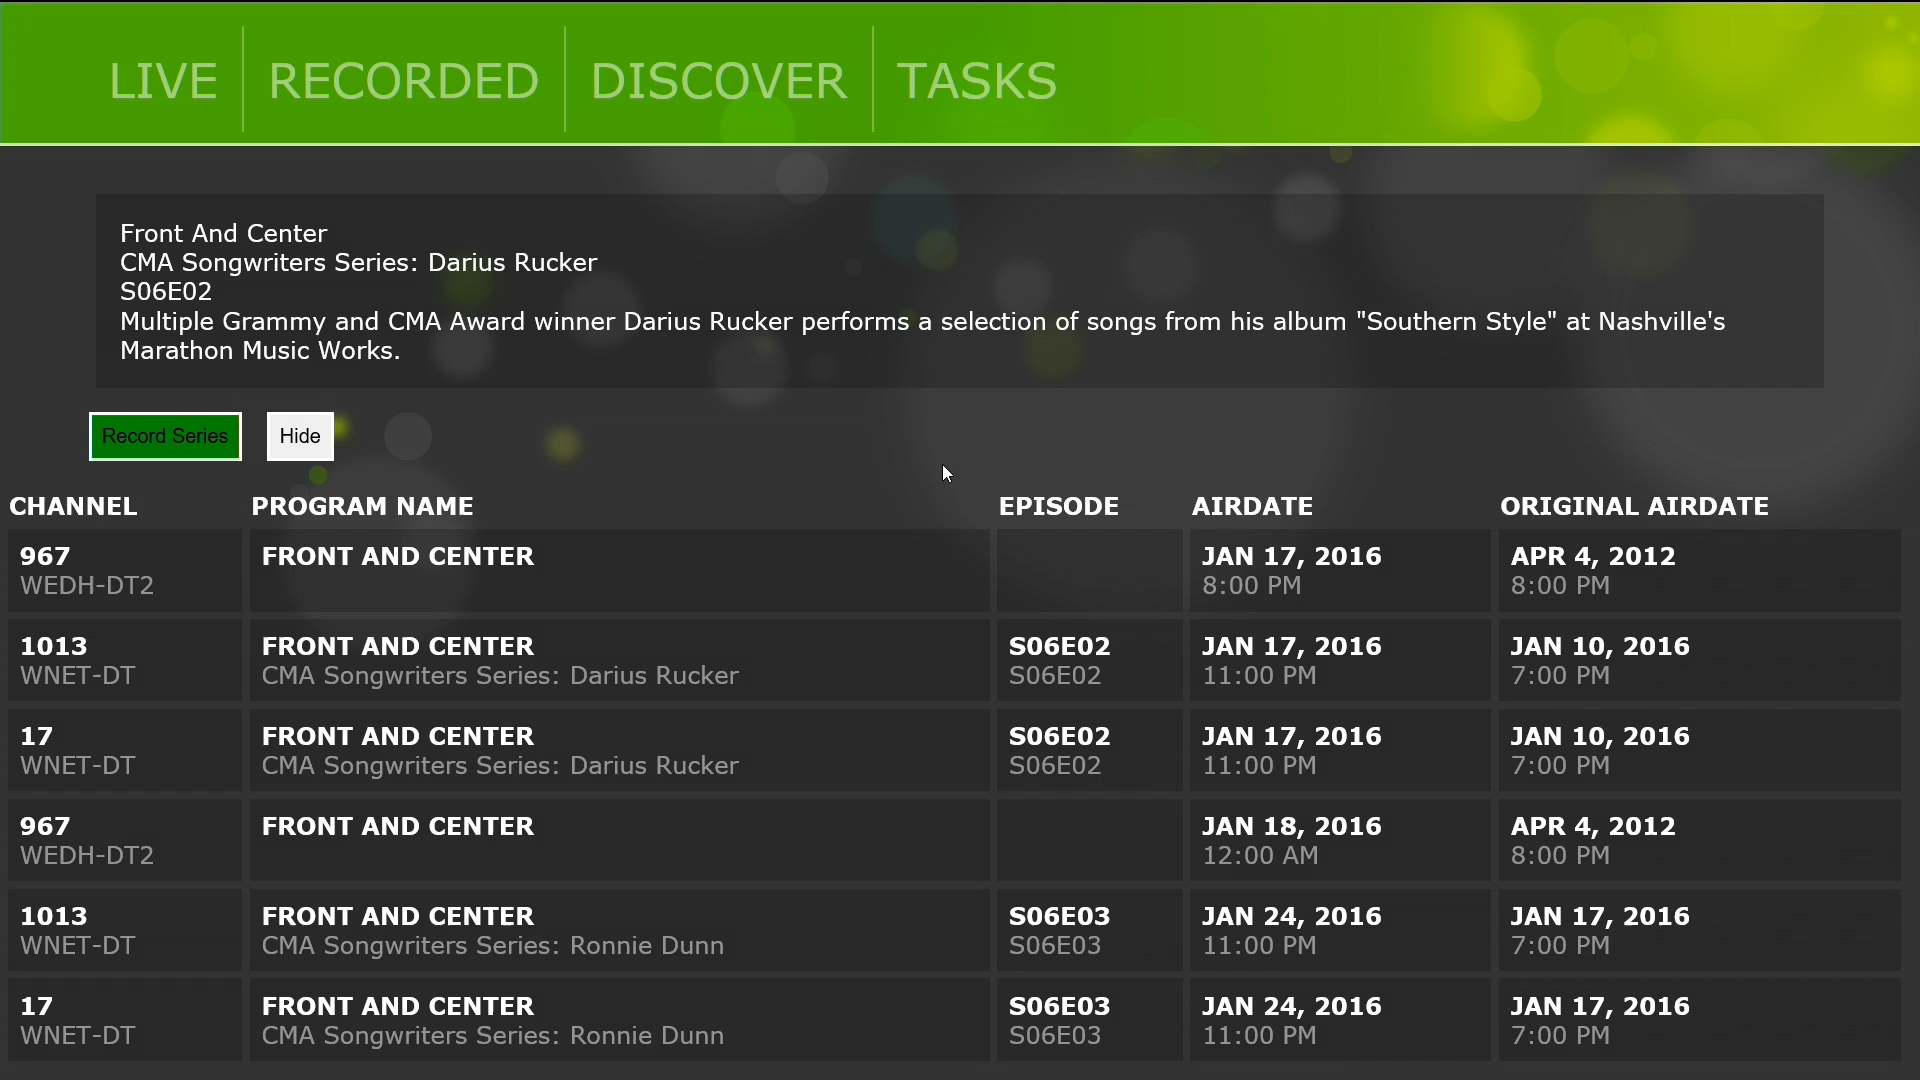 LIVE RECORDED DISCOVER TASKS
Front And Center
CMA Songwriters Series: Darius Rucker
S06E02
Multiple Grammy and CMA Award winner Darius Rucker performs a selection of songs from his album "Southern Style" at Nashville's
Marathon Music Works.
Record Series Hide
CHANNEL PROGRAM NAME EPISODE AIRDATE ORIGINAL AIRDATE
967 FRONT AND CENTER JAN 17, 2016 APR 4, 2012
WEDH-DT2 8:00 PM 8:00 PM
1013 FRONT AND CENTER S06E02 JAN 17, 2016 JAN 10, 2016
WNET-DT CMA Songwriters Series: Darius Rucker S06E02 11:00 PM 7:00 PM
17 FRONT AND CENTER S06E02 JAN 17, 2016 JAN 10, 2016
WNET-DT CMA Songwriters Series: Darius Rucker S06E02 11:00 PM 7:00 PM
967 FRONT AND CENTER JAN 18, 2016 APR 4, 2012
WEDH-DT2 12:00 AM 8:00 PM
1013 FRONT AND CENTER S06E03 JAN 24, 2016 JAN 17, 2016
WNET-DT CMA Songwriters Series: Ronnie Dunn S06E03 11:00 PM 7:00 PM
17 FRONT AND CENTER S06E03 JAN 24, 2016 JAN 17, 2016
WNET-DT CMA Songwriters Series: Ronnie Dunn S06E03 11:00 PM 7:00 PM